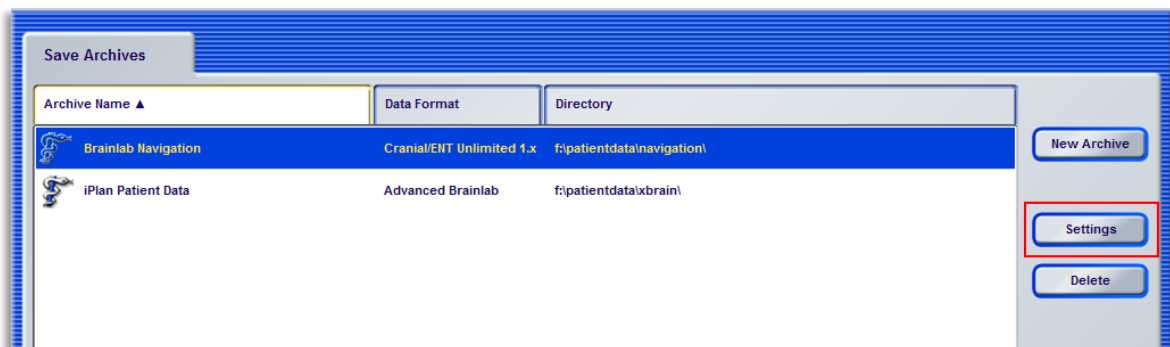 Save Archives
Archive Name ▲ Data Format Directory
Brainlab Navigation Cranial/ENT Unlimited 1.x f:\patientdata\navigation\
New Archive
iPlan Patient Data Advanced Brainlab f:\patientdata\xbrain\
Settings
Delete